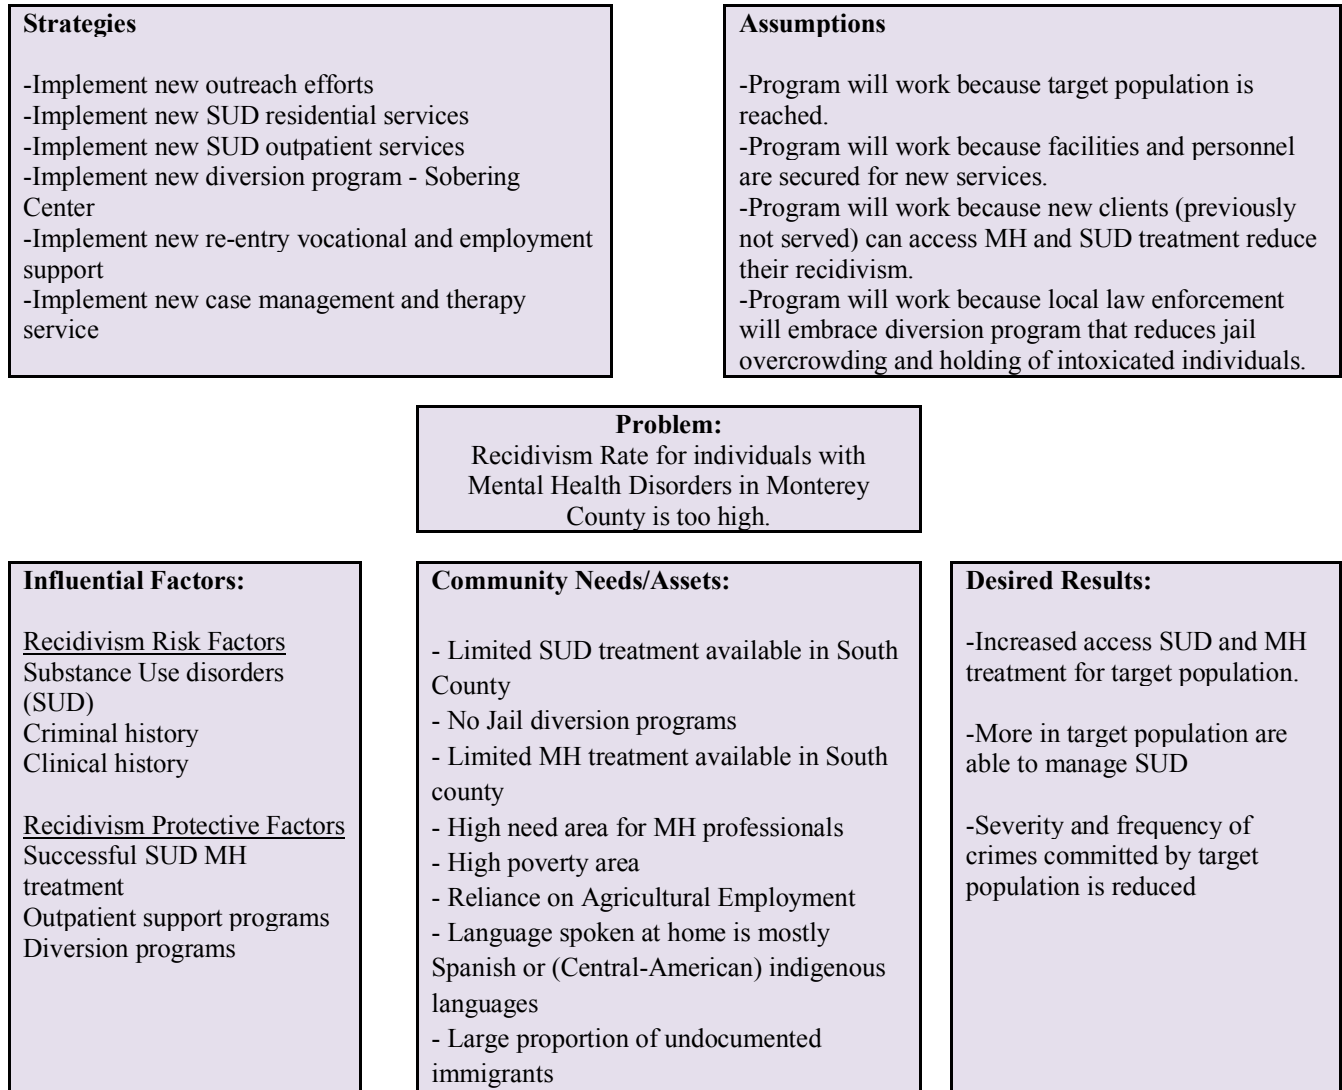 Strategies
-Implement new outreach efforts
-Implement new SUD residential services
-Implement new SUD outpatient services
-Implement new diversion program - Sobering
Center
-Implement new re-entry vocational and employment
support
-Implement new case management and therapy
service
Assumptions
-Program will work because target population is
reached.
-Program will work because facilities and personnel
are secured for new services.
-Program will work because new clients (previously
not served) can access MH and SUD treatment reduce
their recidivism.
-Program will work because local law enforcement
will embrace diversion program that reduces jail
overcrowding and holding of intoxicated individuals.
Problem:
Recidivism Rate for individuals with
Mental Health Disorders in Monterey
County is too high.
Influential Factors:
Recidivism Risk Factors
Substance Use disorders
(SUD)
Criminal history
Clinical history
Recidivism Protective Factors
Successful SUD MH
treatment
Outpatient support programs
Diversion programs
Community Needs/Assets:
- Limited SUD treatment available in South
County
- No Jail diversion programs
- Limited MH treatment available in South
county
- High need area for MH professionals
- High poverty area
- Reliance on Agricultural Employment
- Language spoken at home is mostly
Spanish or (Central-American) indigenous
languages
- Large proportion of undocumented
immigrants
Desired Results:
-Increased access SUD and MH
treatment for target population.
-More in target population are
able to manage SUD
-Severity and frequency of
crimes committed by target
population is reduced